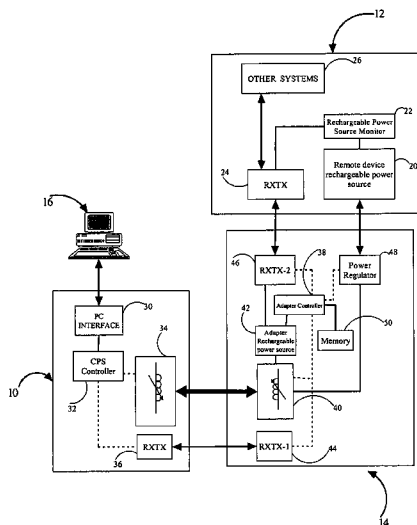 12
26
OTHER SYSTEMS
22
Rechargeable Power
Source Monitor
24
RXTX
Remote device
rechargeable power
source
20
16
46
RXTX-2
38
Power
Regulator
48
Adapter Controller
42
Adapter
Rechargeable
power source
Memory
50
30
PC
INTERFACE
34
CPS
Controller
10
32
40
RXTX
36
RXTX-1
44
14